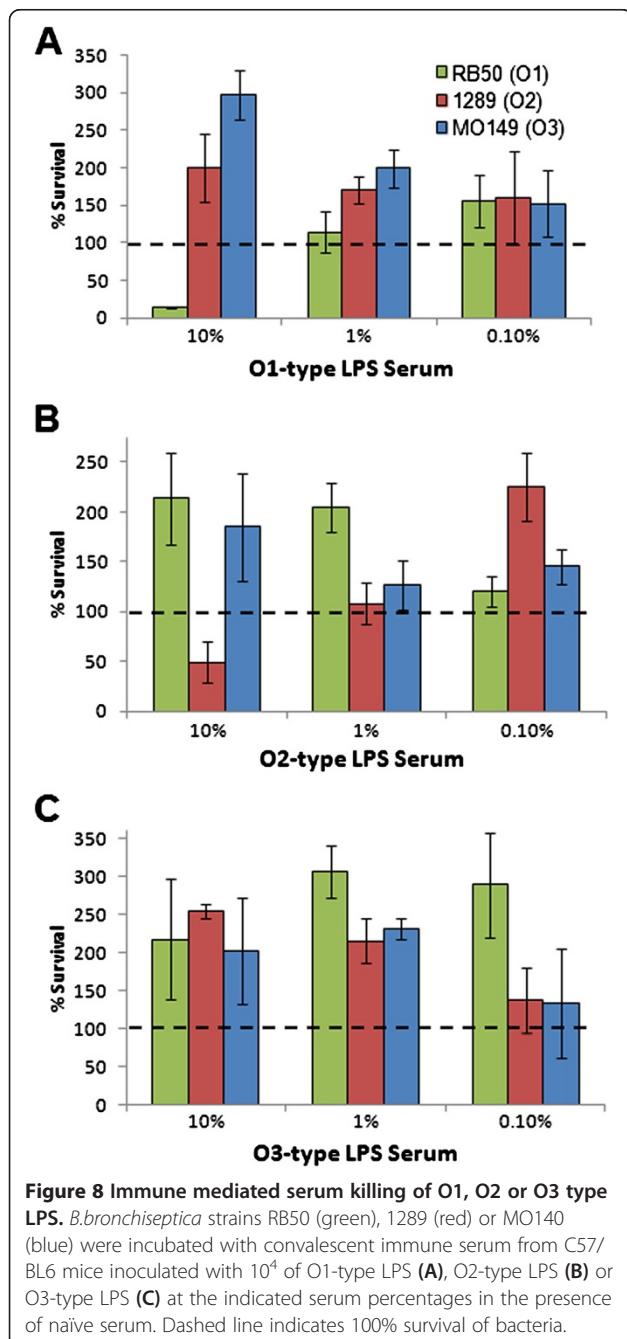 A
350
300
250
200
150
100
50
0
% Survival
RB50 (O1)
1289 (O2)
MO149 (O3)
10% 1% 0.10%
O1-type LPS Serum
B
250
200
150
100
50
0
% Survival
10% 1% 0.10%
O2-type LPS Serum
C
350
300
250
200
150
100
50
0
% Survival
10% 1% 0.10%
O3-type LPS Serum
Figure 8 Immune mediated serum killing of O1, O2 or O3 type
LPS. B.bronchiseptica strains RB50 (green), 1289 (red) or MO140
(blue) were incubated with convalescent immune serum from C57/
BL6 mice inoculated with 10⁴ of O1-type LPS (A), O2-type LPS (B) or
O3-type LPS (C) at the indicated serum percentages in the presence
of naïve serum. Dashed line indicates 100% survival of bacteria.